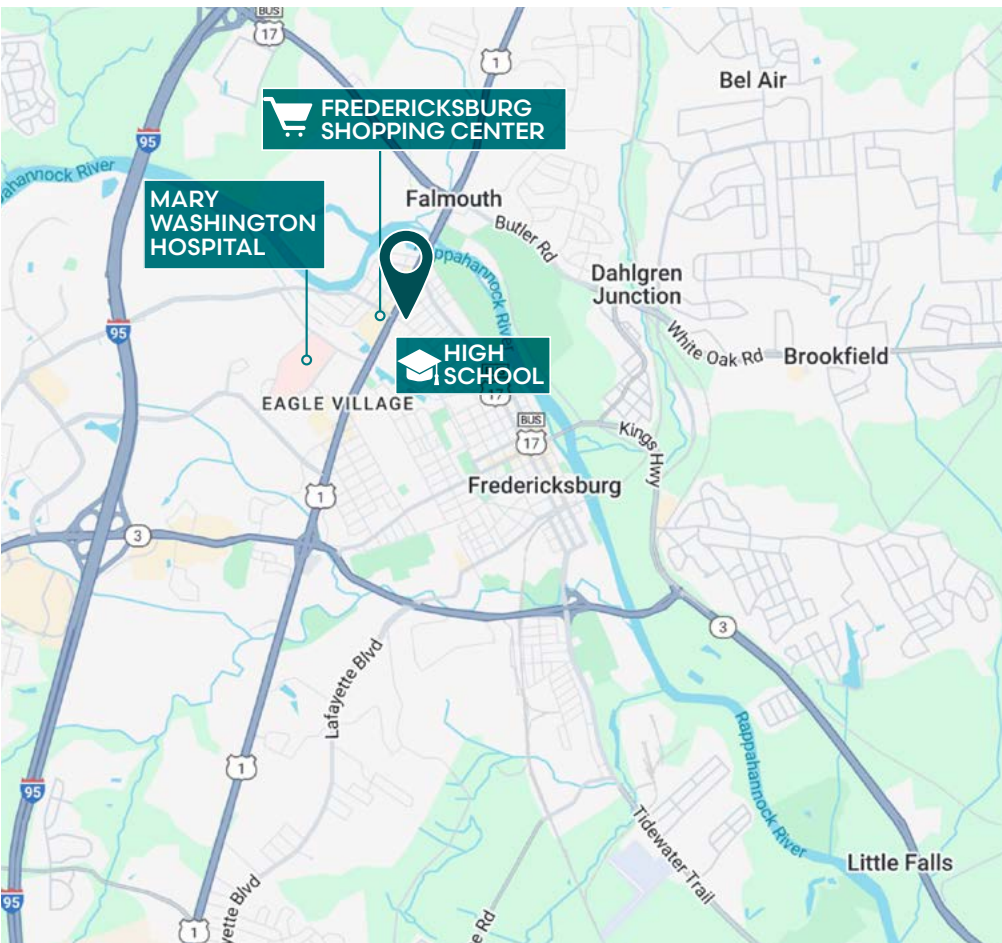 BUS
17
1
Bel Air
FREDERICKSBURG
SHOPPING CENTER
95
Rappahannock River
MARY
WASHINGTON
HOSPITAL
Falmouth
Butler Rd
Rappahannock River
Dahlgren
Junction
95
White Oak Rd
Brookfield
HIGH
SCHOOL
17
EAGLE VILLAGE
BUS
17
Kings Hwy
Fredericksburg
1
3
3
Lafayette Blvd
Rappahannock River
1
95
Tidewater Trail
Little Falls
95
yette Blvd
e Rd
1